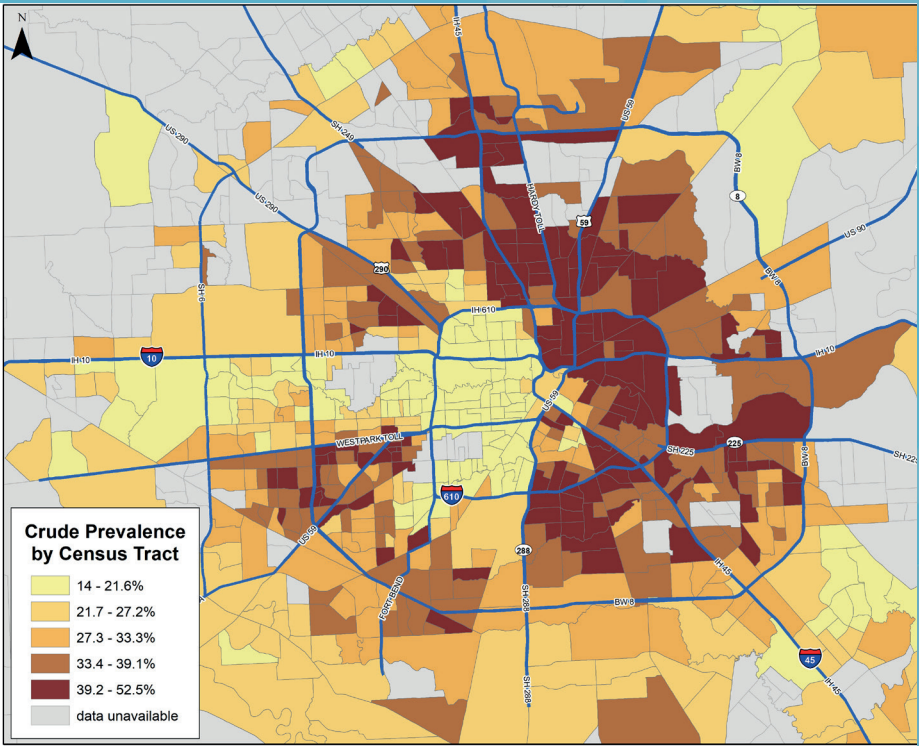 N
IH 45
US-59
SH-249
US-290
BW 8
8
HARDY TOLL
US-290
59
US 90
290
BW 8
SH 6
IH-610
IH-10
10
IH-10
IH-10
US-59
WESTPARK TOLL
225
SH-225
BW 8
610
US-59
288
IH-45
FORT BEND
SH-288
BW 8
45
IH-45
SH-288
Crude Prevalence
by Census Tract
14 - 21.6%
21.7 - 27.2%
27.3 - 33.3%
33.4 - 39.1%
39.2 - 52.5%
data unavailable